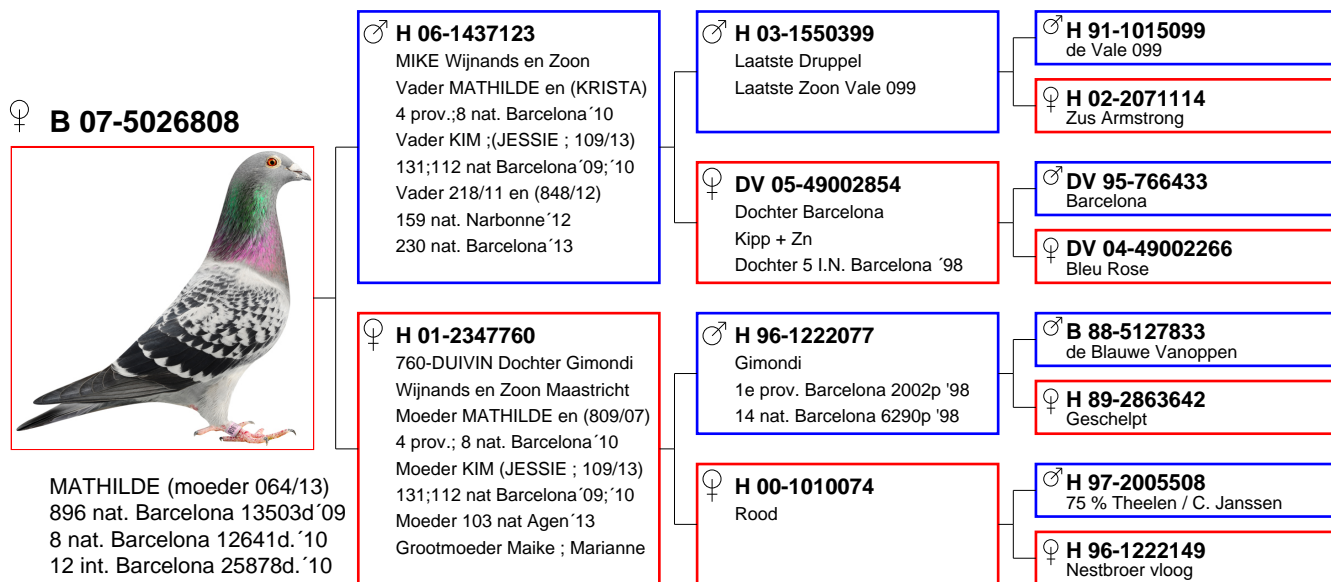 B 07-5026808
MATHILDE (moeder 064/13)
896 nat. Barcelona 13503d´09
8 nat. Barcelona 12641d.´10
12 int. Barcelona 25878d.´10
H 06-1437123
MIKE Wijnands en Zoon
Vader MATHILDE en (KRISTA)
4 prov.;8 nat. Barcelona´10
Vader KIM ;(JESSIE ; 109/13)
131;112 nat Barcelona´09;´10
Vader 218/11 en (848/12)
159 nat. Narbonne´12
230 nat. Barcelona´13
H 01-2347760
760-DUIVIN Dochter Gimondi
Wijnands en Zoon Maastricht
Moeder MATHILDE en (809/07)
4 prov.; 8 nat. Barcelona´10
Moeder KIM (JESSIE ; 109/13)
131;112 nat Barcelona´09;´10
Moeder 103 nat Agen´13
Grootmoeder Maike ; Marianne
H 03-1550399
Laatste Druppel
Laatste Zoon Vale 099
DV 05-49002854
Dochter Barcelona
Kipp + Zn
Dochter 5 I.N. Barcelona ´98
H 96-1222077
Gimondi
1e prov. Barcelona 2002p '98
14 nat. Barcelona 6290p '98
H 00-1010074
Rood
H 91-1015099
de Vale 099
H 02-2071114
Zus Armstrong
DV 95-766433
Barcelona
DV 04-49002266
Bleu Rose
B 88-5127833
de Blauwe Vanoppen
H 89-2863642
Geschelpt
H 97-2005508
75 % Theelen / C. Janssen
H 96-1222149
Nestbroer vloog